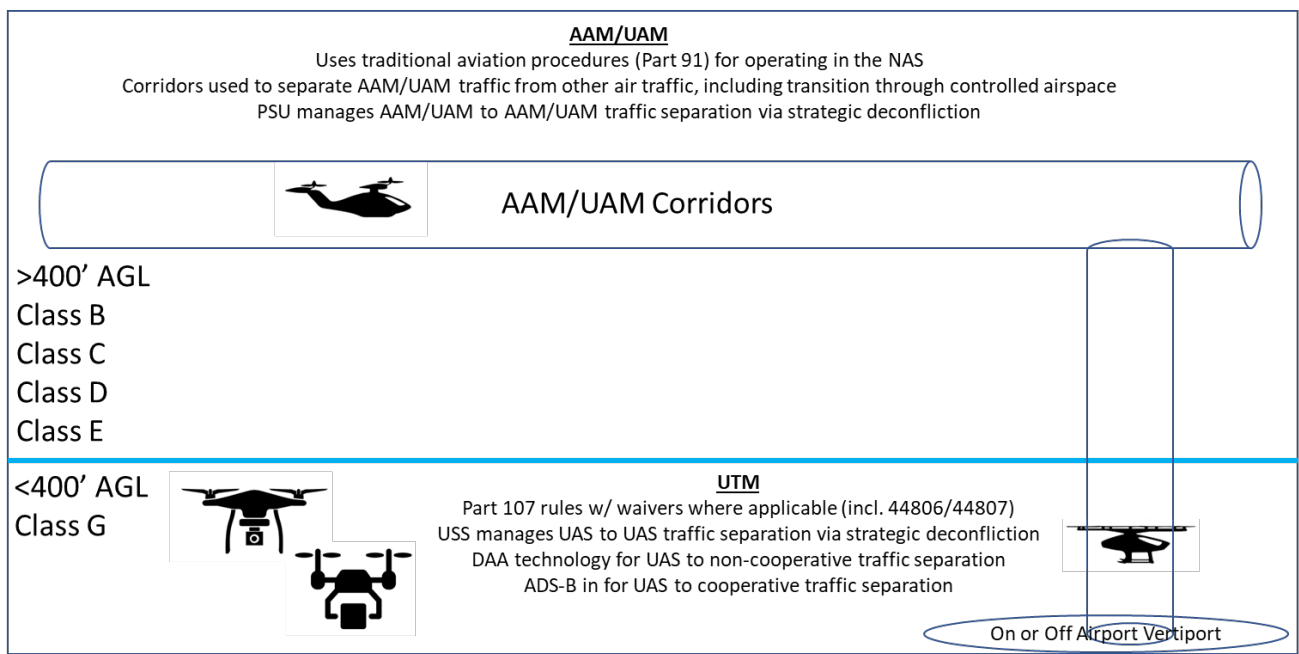 AAM/UAM
Uses traditional aviation procedures (Part 91) for operating in the NAS
Corridors used to separate AAM/UAM traffic from other air traffic, including transition through controlled airspace
PSU manages AAM/UAM to AAM/UAM traffic separation via strategic deconfliction
AAM/UAM Corridors
>400’ AGL
Class B
Class C
Class D
Class E
<400’ AGL
Class G
UTM
Part 107 rules w/ waivers where applicable (incl. 44806/44807)
USS manages UAS to UAS traffic separation via strategic deconfliction
DAA technology for UAS to non-cooperative traffic separation
ADS-B in for UAS to cooperative traffic separation
On or Off Airport Vertiport